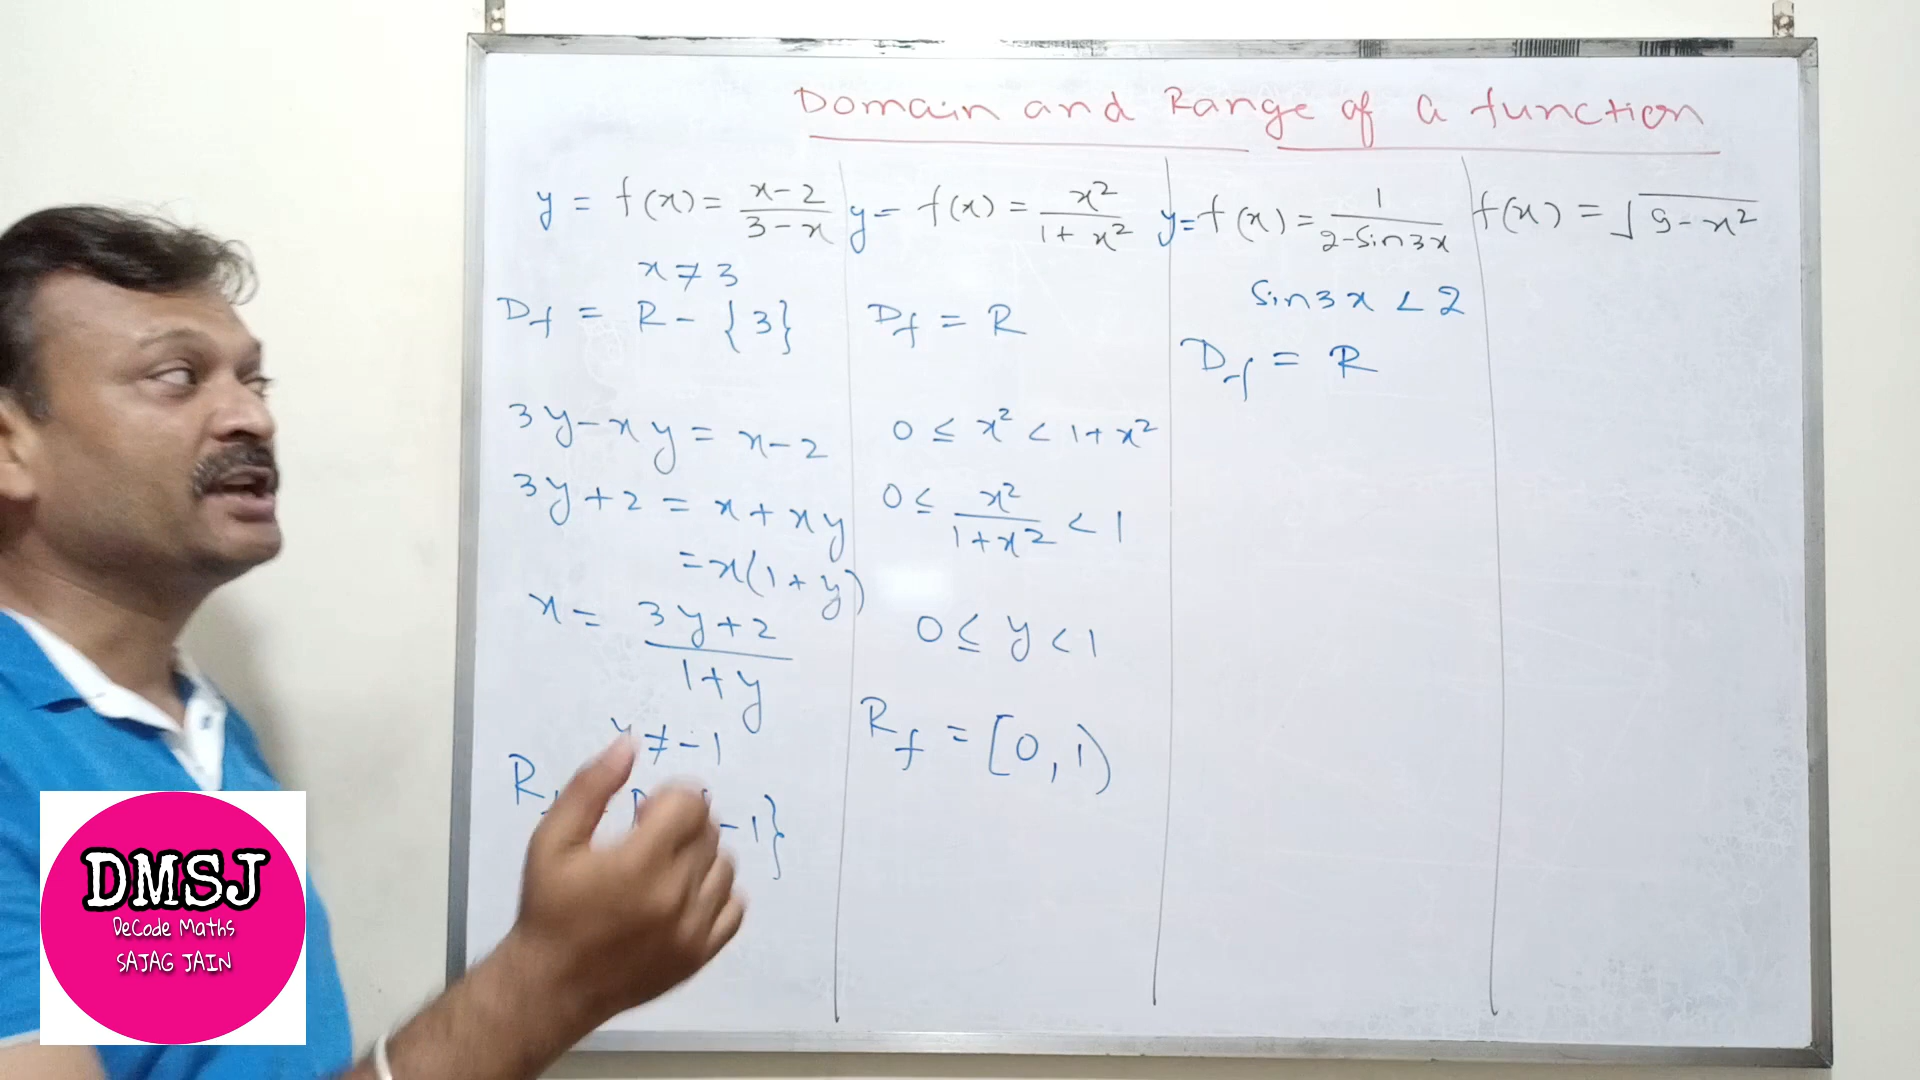 Domain and Range of a function
y = f(x) = x-2 / 3-x
x ≠ 3
Df = R - {3}
3y - xy = x-2
3y+2 = x + xy
= x(1+y)
x = 3y+2 / 1+y
y ≠ -1
-1}
y = f(x) = x² / 1+x²
Df = R
0 ≤ x² < 1+x²
0 ≤ x² / 1+x² < 1
0 ≤ y < 1
Rf = [0, 1)
y = f(x) = 1 / 2-Sin3x
Sin3x < 2
Df = R
f(x) = √9-x²
DMSJ
DeCode Maths
SAJAG JAIN